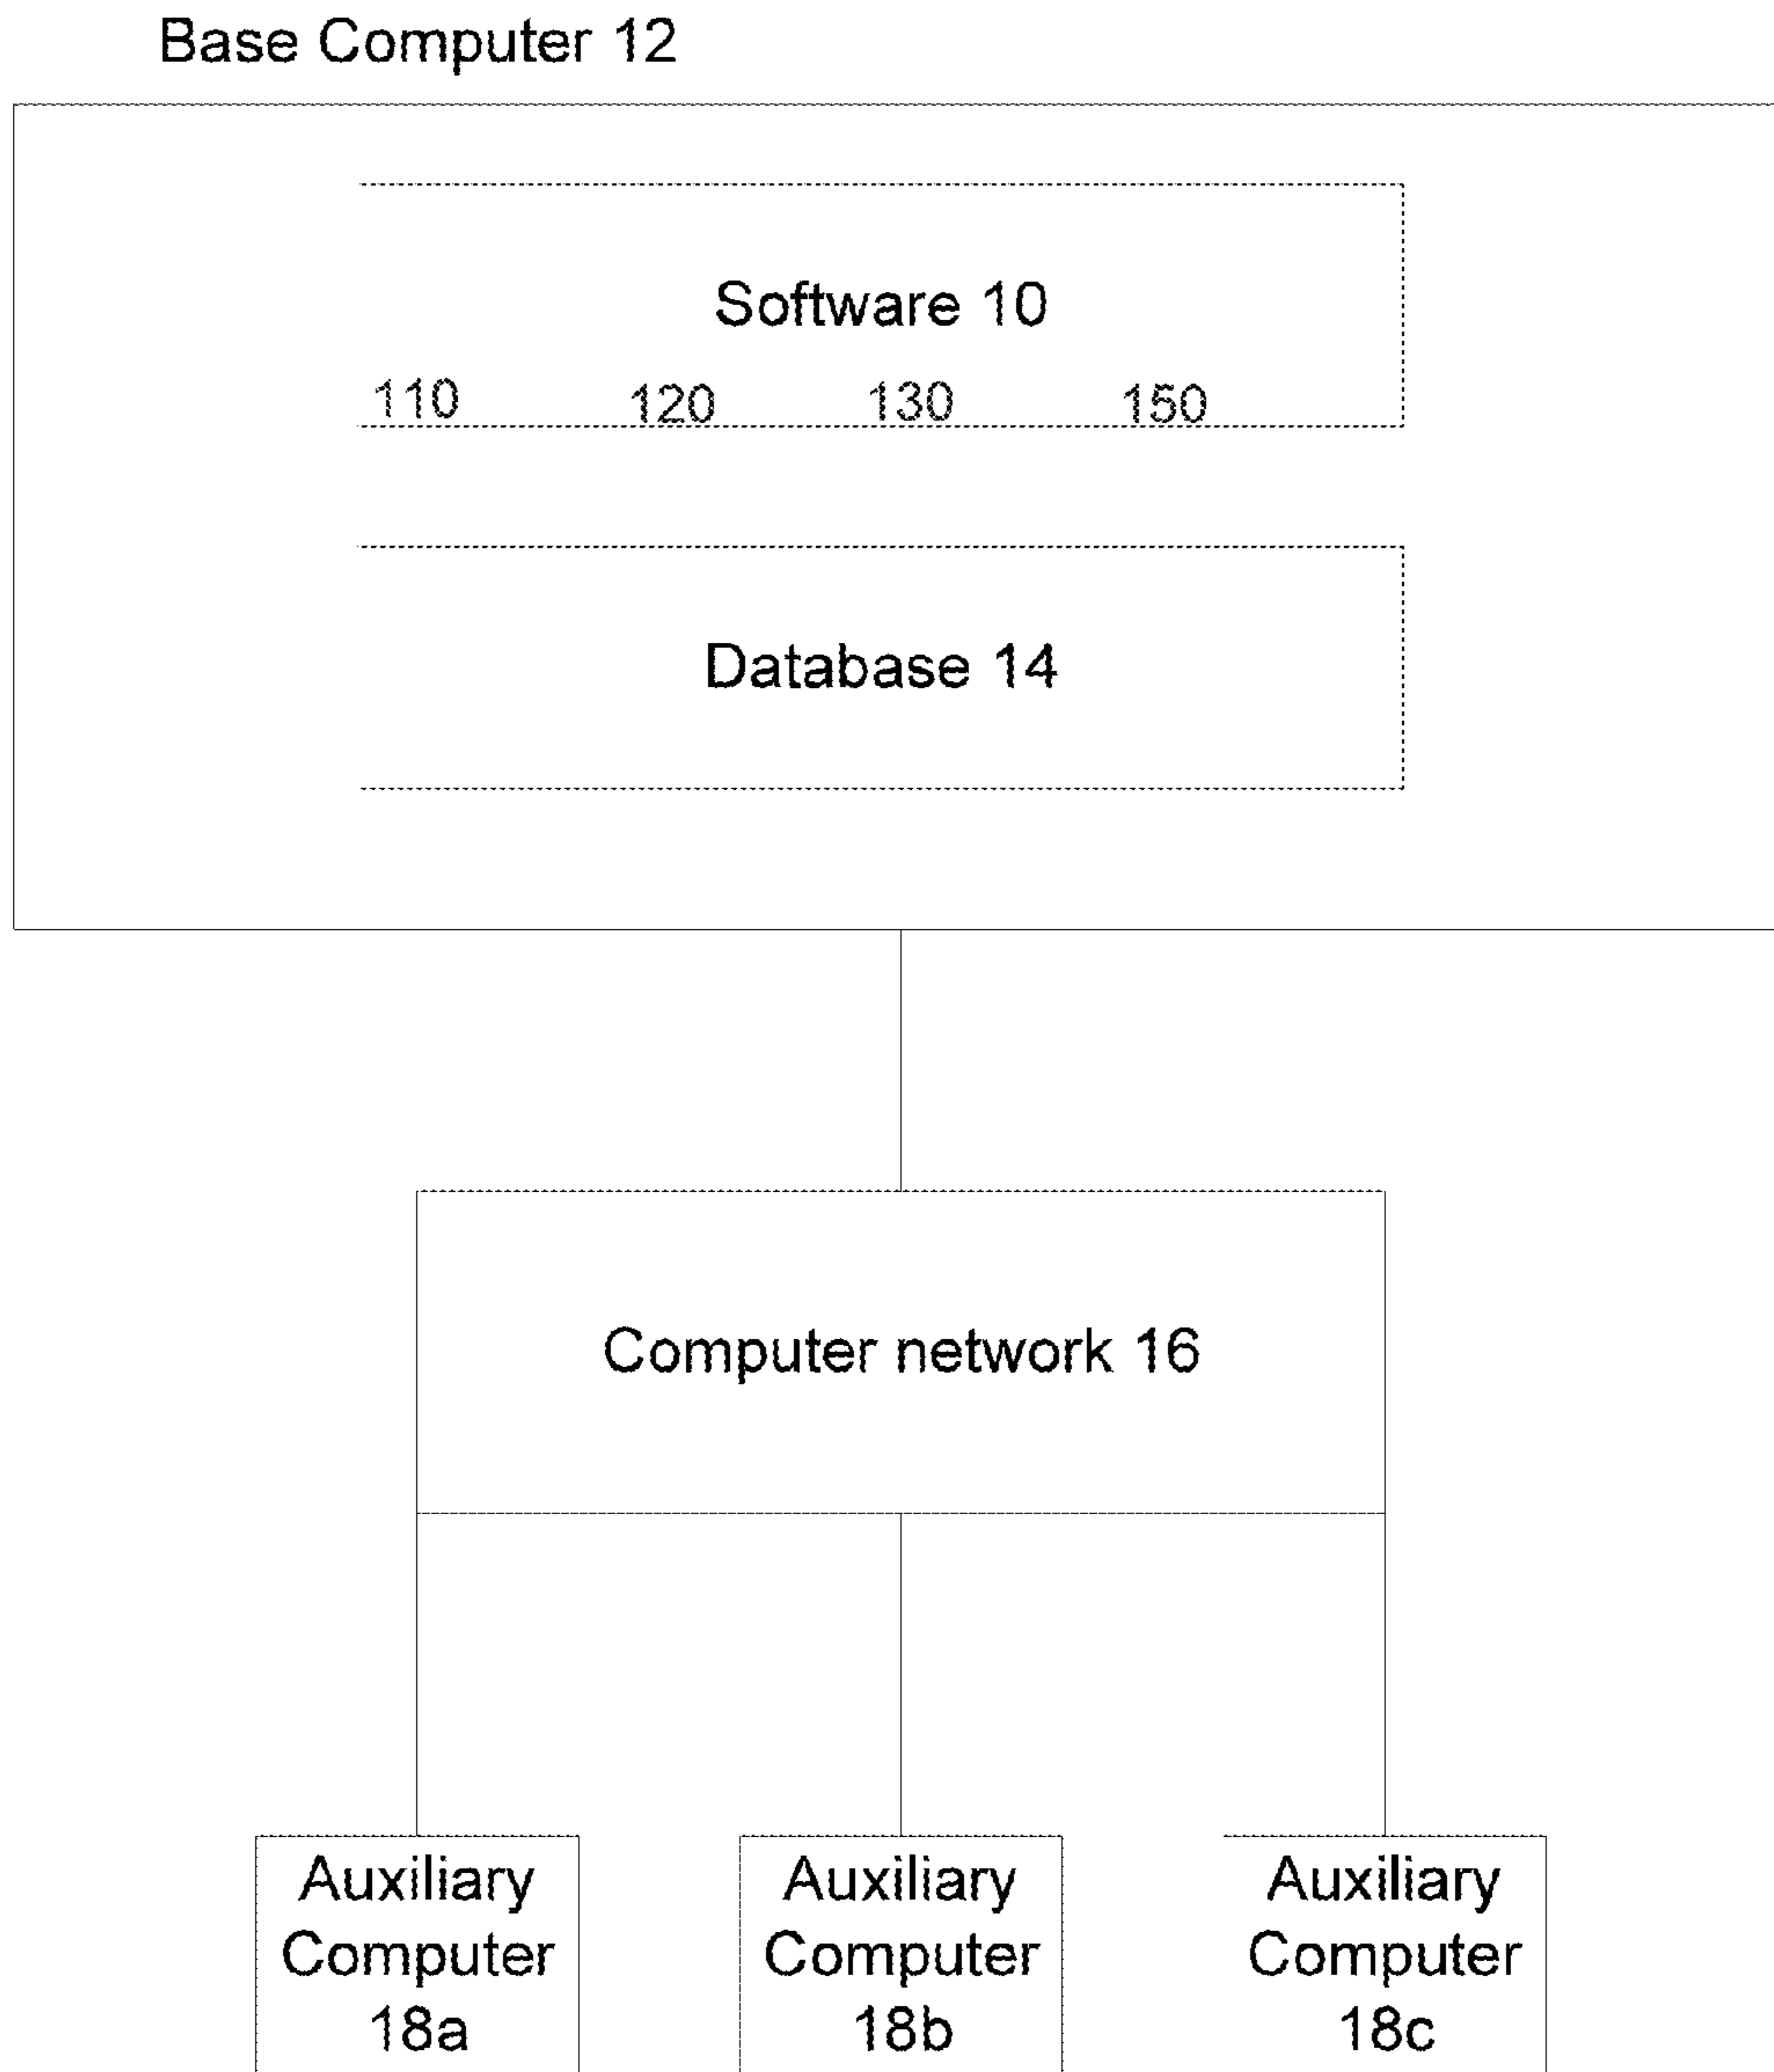 Base Computer 12
Software 10
110 120 130 150
Database 14
Computer network 16
Auxiliary
Computer
18a
Auxiliary
Computer
18b
Auxiliary
Computer
18c